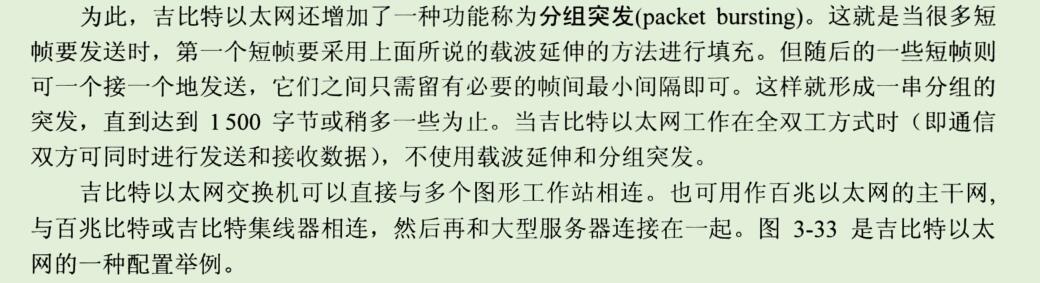 为此，吉比特以太网还增加了一种功能称为分组突发(packet bursting)。这就是当很多短
帧要发送时，第一个短帧要采用上面所说的载波延伸的方法进行填充。但随后的一些短帧则
可一个接一个地发送，它们之间只需留有必要的帧间最小间隔即可。这样就形成一串分组的
突发，直到达到 1500 字节或稍多一些为止。当吉比特以太网工作在全双工方式时（即通信
双方可同时进行发送和接收数据），不使用载波延伸和分组突发。
吉比特以太网交换机可以直接与多个图形工作站相连。也可用作百兆以太网的主干网，
与百兆比特或吉比特集线器相连，然后再和大型服务器连接在一起。图 3-33 是吉比特以太
网的一种配置举例。